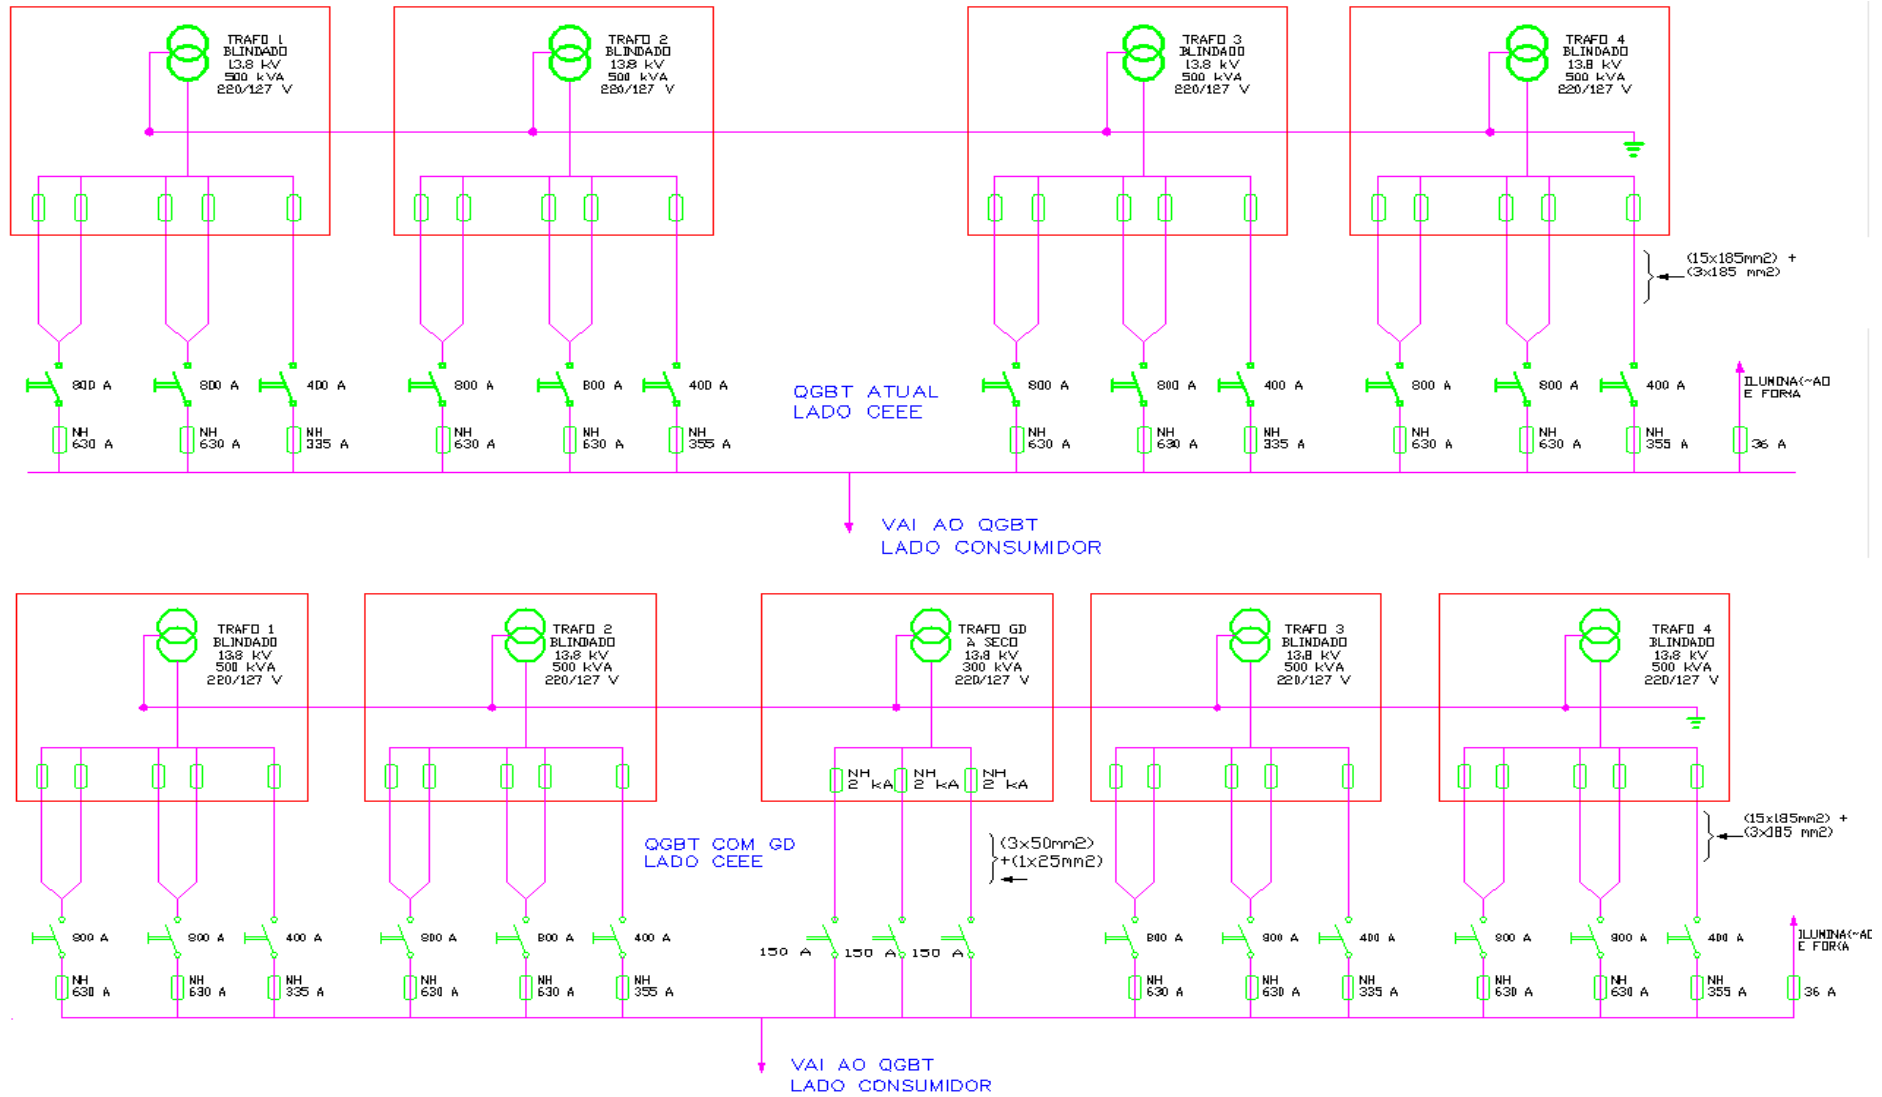 TRAFO 1
BLINDADO
13.8 kV
500 kVA
220/127 V
TRAFO 2
BLINDADO
13.8 kV
500 kVA
220/127 V
TRAFO 3
BLINDADO
13.8 kV
500 kVA
220/127 V
TRAFO 4
BLINDADO
13.8 kV
500 kVA
220/127 V
(15x185mm2) +
(3x185 mm2)
800 A
800 A
400 A
800 A
800 A
400 A
QGBT ATUAL
LADO CEEE
800 A
800 A
400 A
800 A
800 A
400 A
ILUMINA(~AO
E FOR(A
NH
630 A
NH
630 A
NH
335 A
NH
630 A
NH
630 A
NH
355 A
NH
630 A
NH
630 A
NH
335 A
NH
630 A
NH
630 A
NH
355 A
36 A
VAI AO QGBT
LADO CONSUMIDOR
TRAFO 1
BLINDADO
13.8 kV
500 kVA
220/127 V
TRAFO 2
BLINDADO
13.8 kV
500 kVA
220/127 V
TRAFO GD
A SECO
13.8 kV
300 kVA
220/127 V
TRAFO 3
BLINDADO
13.8 kV
500 kVA
220/127 V
TRAFO 4
BLINDADO
13.8 kV
500 kVA
220/127 V
NH
2 kA
NH
2 kA
NH
2 kA
QGBT COM GD
LADO CEEE
(3x50mm2)
+(1x25mm2)
(15x185mm2) +
(3x185 mm2)
800 A
800 A
400 A
800 A
800 A
400 A
150 A
150 A
150 A
800 A
800 A
400 A
800 A
800 A
400 A
ILUMINA(~AC
E FOR(A
NH
630 A
NH
630 A
NH
335 A
NH
630 A
NH
630 A
NH
355 A
NH
630 A
NH
630 A
NH
335 A
NH
630 A
NH
630 A
NH
355 A
36 A
VAI AO QGBT
LADO CONSUMIDOR